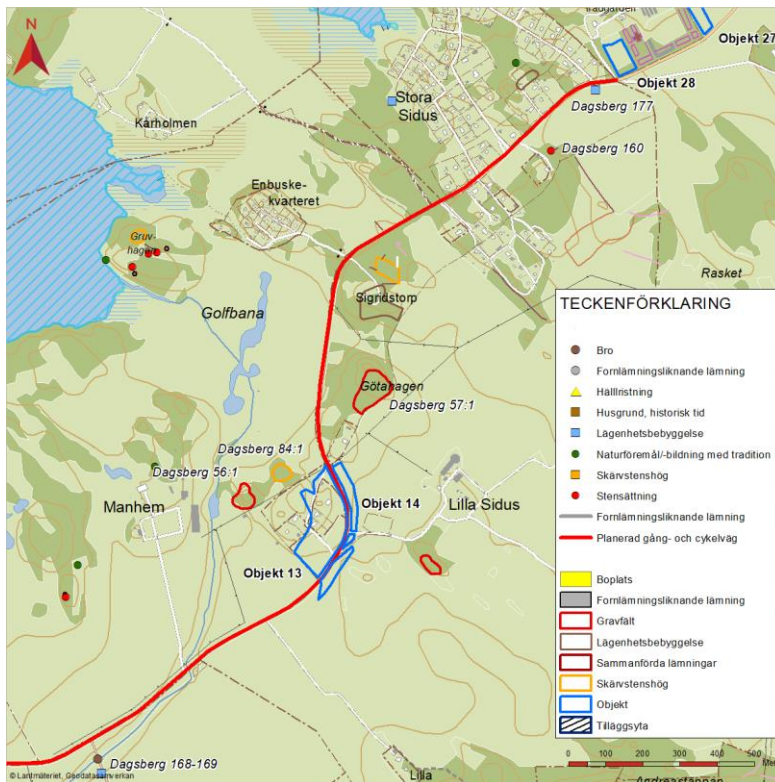 N
Trädgården
Objekt 27
Objekt 28
Stora
Sidus
Dagsberg 177
Kårholmen
Dagsberg 160
Enbuske-
kvarteret
Gruv-
hagen
Rasket
Golfbana
Sigridstorp
Götahagen
Dagsberg 57:1
Dagsberg 84:1
Dagsberg 56:1
Manhem
Objekt 14
Lilla Sidus
Objekt 13
Dagsberg 168-169
Lilla
© Lantmäteriet, Geodatasamverkan
TECKENFÖRKLARING
Bro
Fornlämningsliknande lämning
Hällristning
Husgrund, historisk tid
Lägenhetsbebyggelse
Naturföremål/-bildning med tradition
Skärvstenshög
Stensättning
Fornlämningsliknande lämning
Planerad gång- och cykelväg
Boplats
Fornlämningsliknande lämning
Gravfält
Lägenhetsbebyggelse
Sammanförda lämningar
Skärvstenshög
Objekt
Tilläggsyta
0 100 200 300 400 500